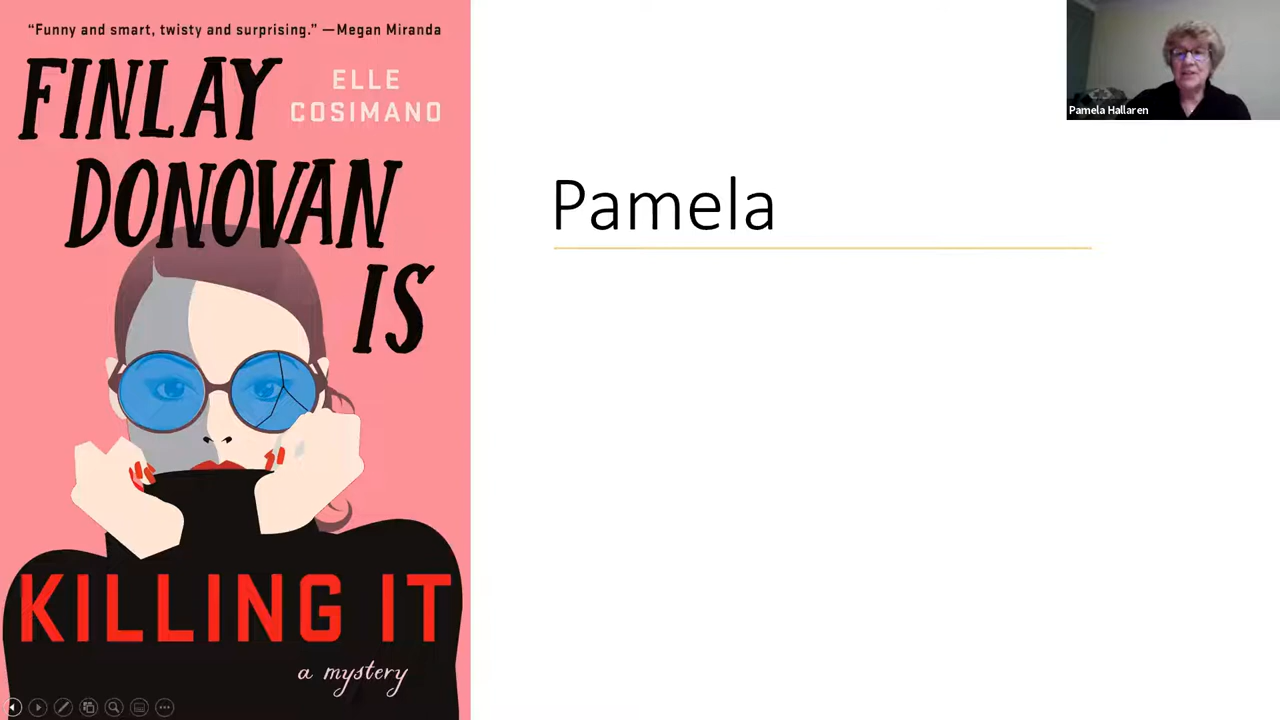 “Funny and smart, twisty and surprising.” —Megan Miranda
FINLAY
ELLE
COSIMANO
DONOVAN
IS
KILLING IT
a mystery
Pamela
Pamela Hallaren